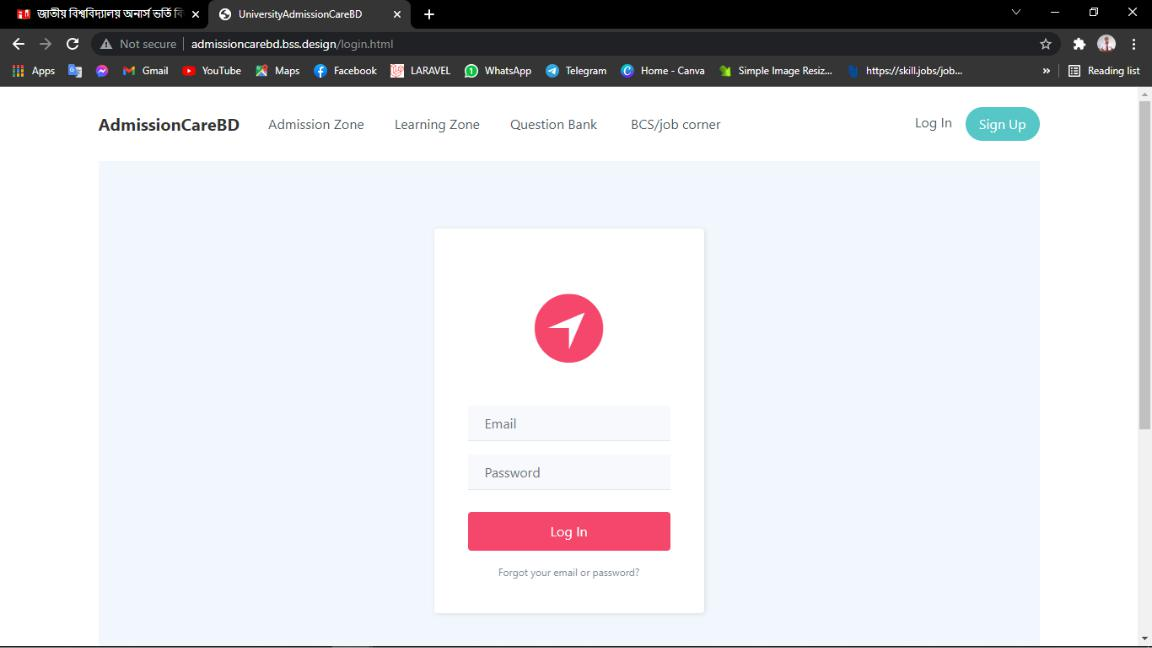 জাতীয় বিশ্ববিদ্যালয় অনার্স ভর্তি বি
UniversityAdmissionCareBD
Not secure
admissioncarebd.bss.design/login.html
Apps
Gmail
YouTube
Maps
Facebook
LARAVEL
WhatsApp
Telegram
Home - Canva
Simple Image Resiz...
https://skill.jobs/job...
»
Reading list
AdmissionCareBD
Admission Zone
Learning Zone
Question Bank
BCS/job corner
Log In
Sign Up
Email
Password
Log In
Forgot your email or password?